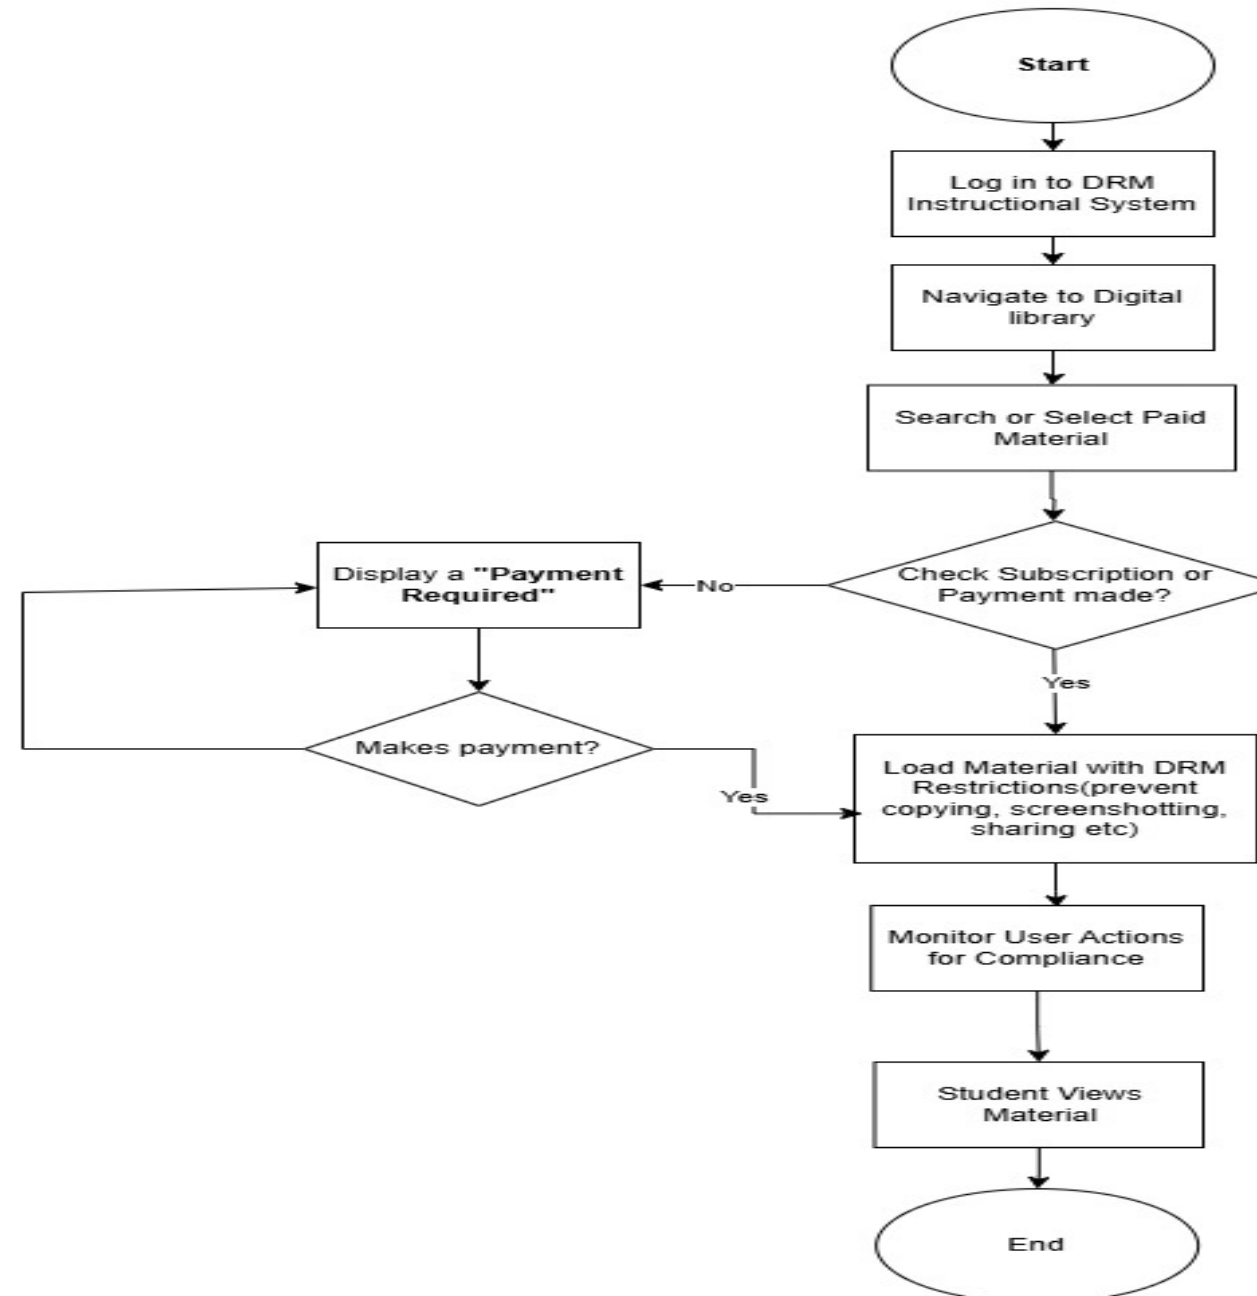 Start
Log in to DRM
Instructional System
Navigate to Digital
library
Search or Select Paid
Material
Check Subscription or
Payment made?
No
Display a "Payment
Required"
Makes payment?
Yes
Yes
Load Material with DRM
Restrictions(prevent
copying, screenshotting,
sharing etc)
Monitor User Actions
for Compliance
Student Views
Material
End